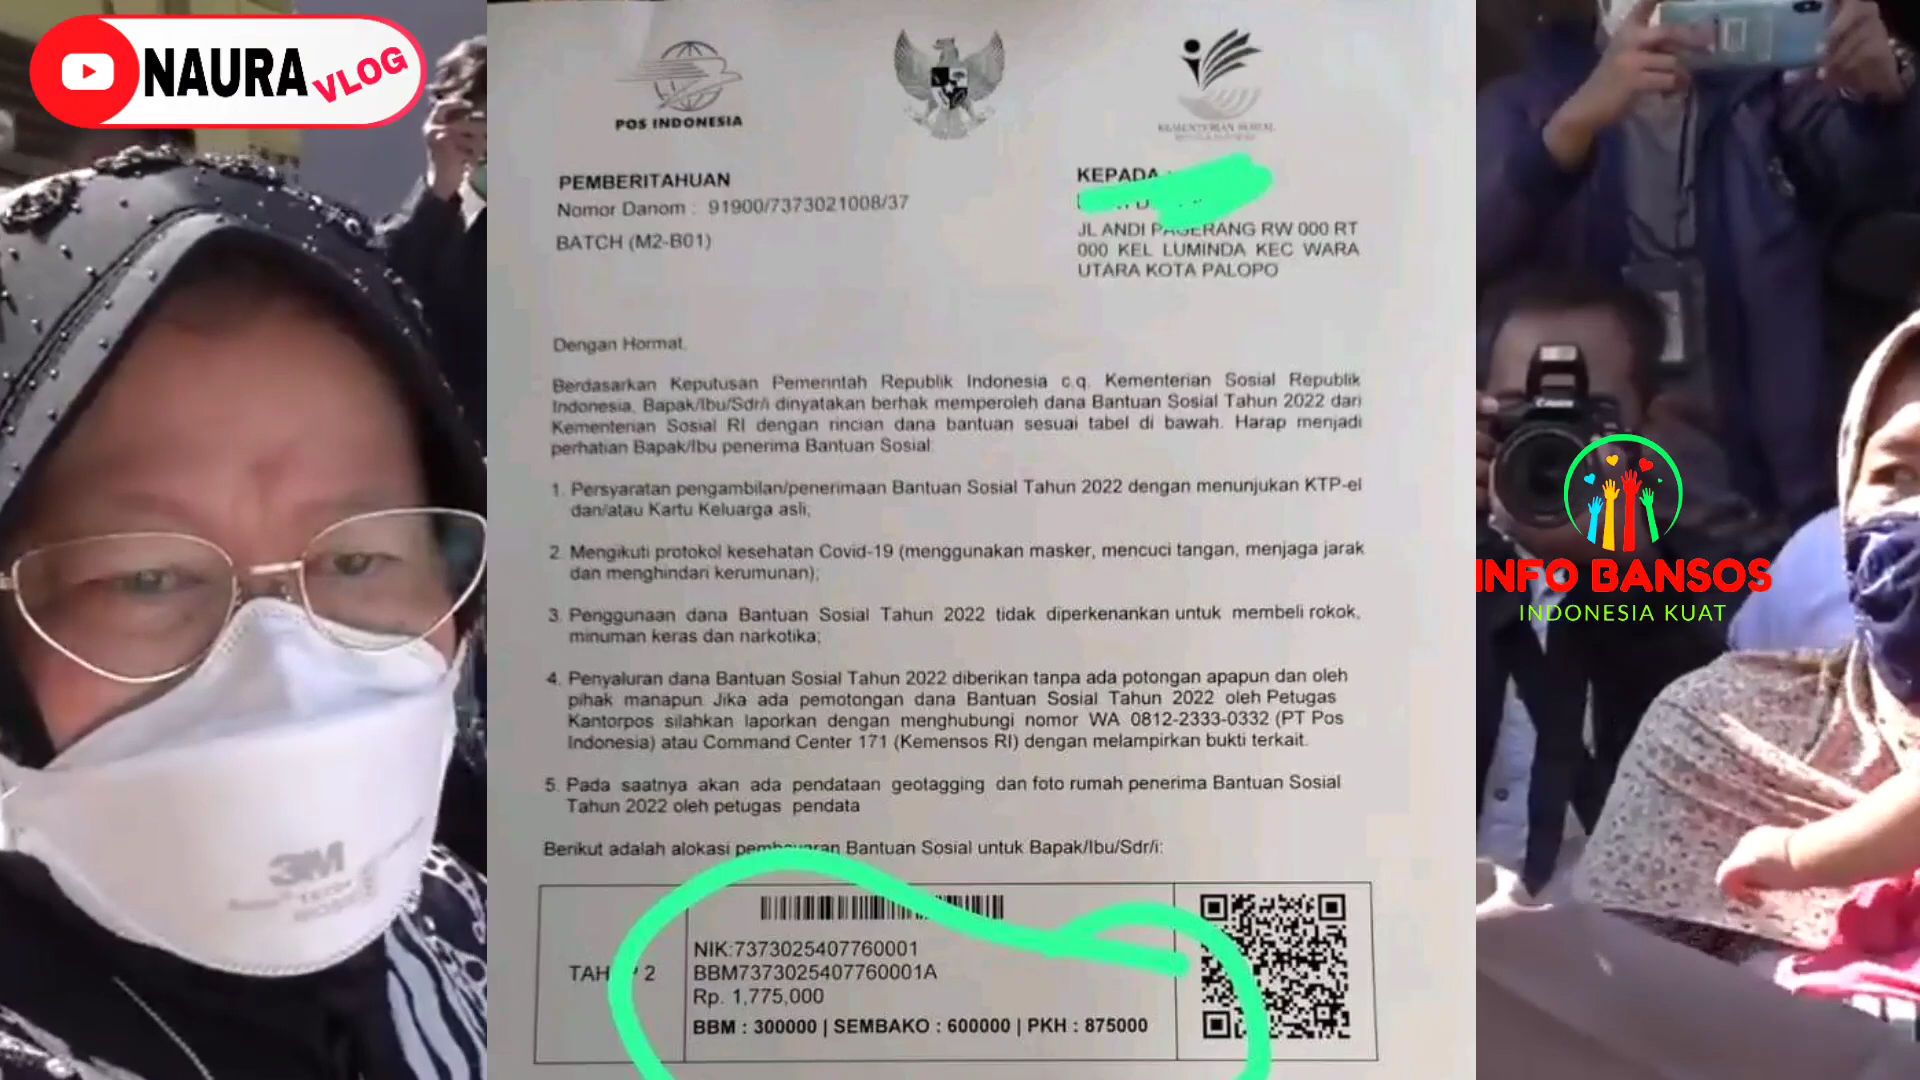 NAURA VLOG
POS INDONESIA
KEMENTERIAN SOSIAL
PEMBERITAHUAN
Nomor Danom : 91900/7373021008/37
BATCH (M2-B01)
KEPADA
JL ANDI PAGERANG RW 000 RT
000 KEL LUMINDA KEC WARA
UTARA KOTA PALOPO
Dengan Hormat,
Berdasarkan Keputusan Pemerintah Republik Indonesia c.q. Kementerian Sosial Republik
Indonesia, Bapak/Ibu/Sdr/i dinyatakan berhak memperoleh dana Bantuan Sosial Tahun 2022 dari
Kementerian Sosial RI dengan rincian dana bantuan sesuai tabel di bawah. Harap menjadi
perhatian Bapak/Ibu penerima Bantuan Sosial
1. Persyaratan pengambilan/penerimaan Bantuan Sosial Tahun 2022 dengan menunjukan KTP-el
dan/atau Kartu Keluarga asli;
2. Mengikuti protokol kesehatan Covid-19 (menggunakan masker, mencuci tangan, menjaga jarak
dan menghindari kerumunan);
3. Penggunaan dana Bantuan Sosial Tahun 2022 tidak diperkenankan untuk membeli rokok,
minuman keras dan narkotika;
4. Penyaluran dana Bantuan Sosial Tahun 2022 diberikan tanpa ada potongan apapun dan oleh
pihak manapun Jika ada pemotongan dana Bantuan Sosial Tahun 2022 oleh Petugas
Kantorpos silahkan laporkan dengan menghubungi nomor WA 0812-2333-0332 (PT Pos
Indonesia) atau Command Center 171 (Kemensos RI) dengan melampirkan bukti terkait.
5. Pada saatnya akan ada pendataan geotagging dan foto rumah penerima Bantuan Sosial
Tahun 2022 oleh petugas pendata
Berikut adalah alokasi pembayaran Bantuan Sosial untuk Bapak/Ibu/Sdr/i:
TAHAP 2
NIK:7373025407760001
BBM7373025407760001A
Rp. 1,775,000
BBM : 300000 | SEMBAKO : 600000 | PKH : 875000
3M
Canon
INFO BANSOS
INDONESIA KUAT